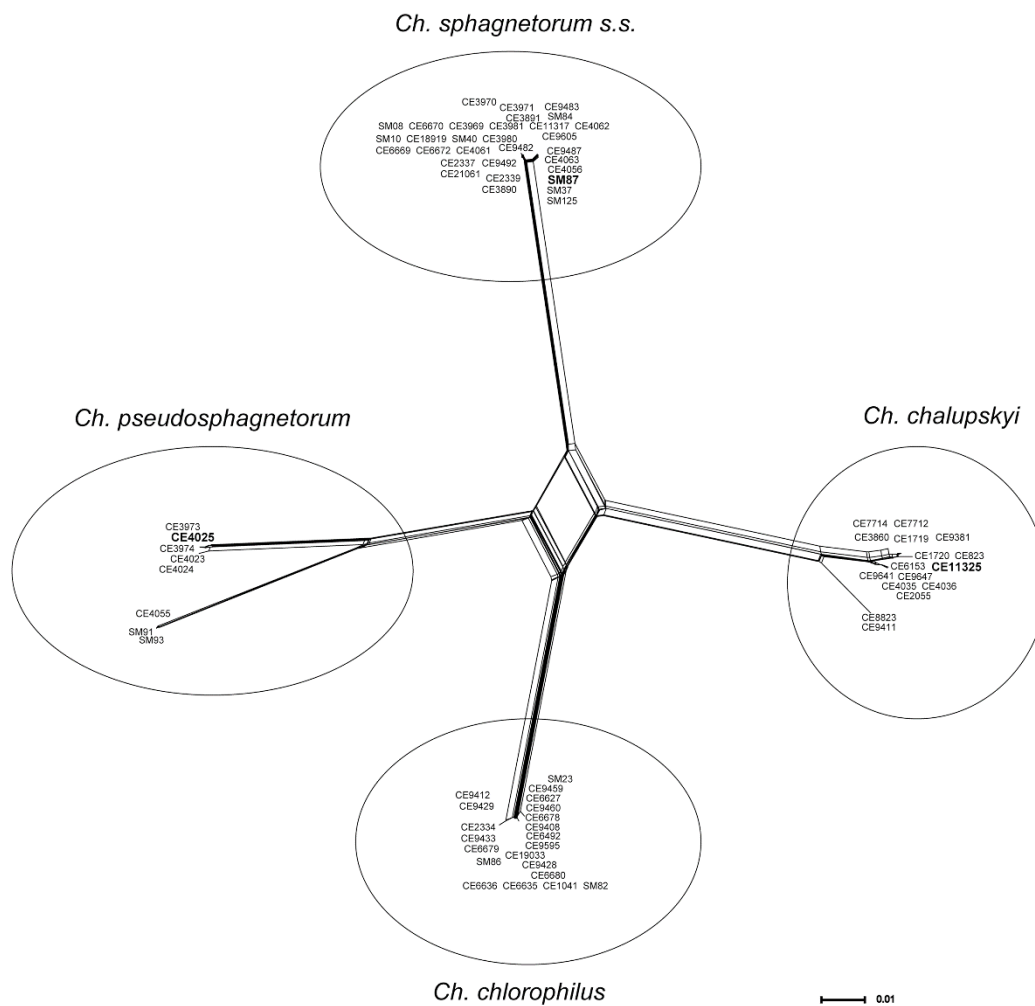 Ch. sphagnetorum s.s.
CE3970
CE3971 CE9483
CE3891 SM84
SM08 CE6670 CE3969 CE3981 CE11317 CE4062
SM10 CE18919 SM40 CE3980 CE9605
CE6669 CE6672 CE4061 CE9482 CE9487
CE2337 CE9492 CE4063
CE21061 CE4056
CE2339 SM87
CE3890 SM37
SM125
Ch. pseudosphagnetorum
CE3973
CE4025
CE3974
CE4023
CE4024
CE4055
SM91
SM93
Ch. chalupskyi
CE7714 CE7712
CE3860 CE1719 CE9381
CE1720 CE823
CE6153 CE11325
CE9641 CE9647
CE4035 CE4036
CE2055
CE8823
CE9411
SM23
CE9412 CE9459
CE6627
CE9429 CE9460
CE6678
CE2334 CE9408
CE9433 CE6492
CE6679 CE9595
SM86 CE19033
CE9428
CE6680
CE6636 CE6635 CE1041 SM82
Ch. chlorophilus
0.01